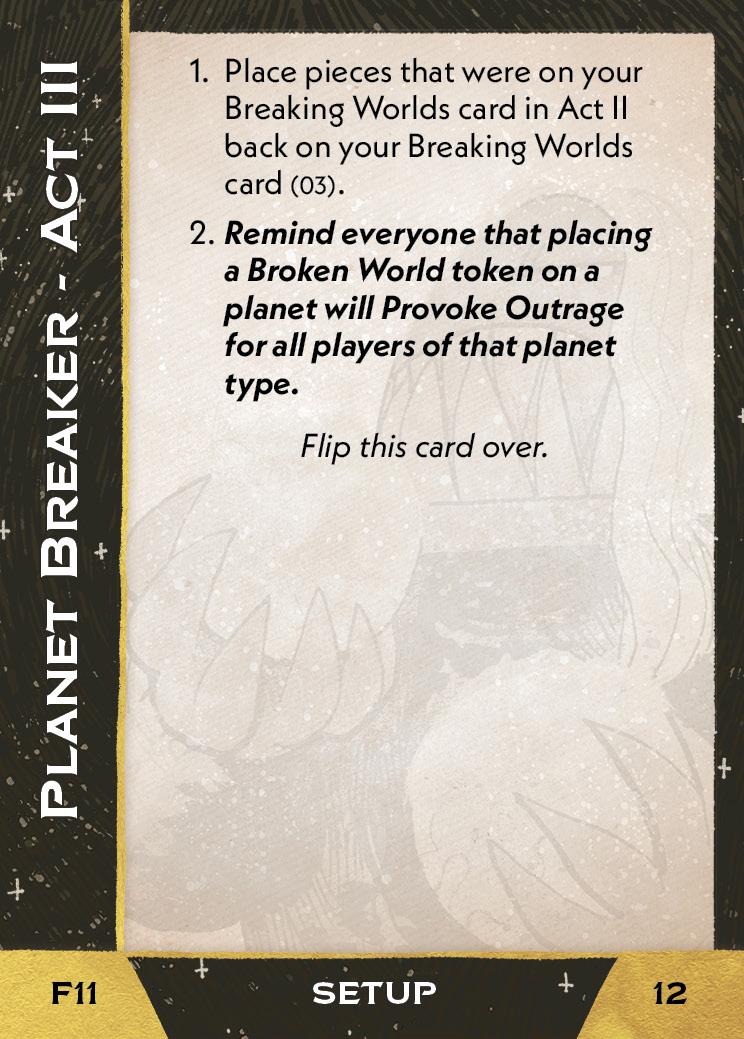 PLANET BREAKER - ACT III
1. Place pieces that were on your
Breaking Worlds card in Act II
back on your Breaking Worlds
card (03).
2. Remind everyone that placing
a Broken World token on a
planet will Provoke Outrage
for all players of that planet
type.
Flip this card over.
F11
SETUP
12